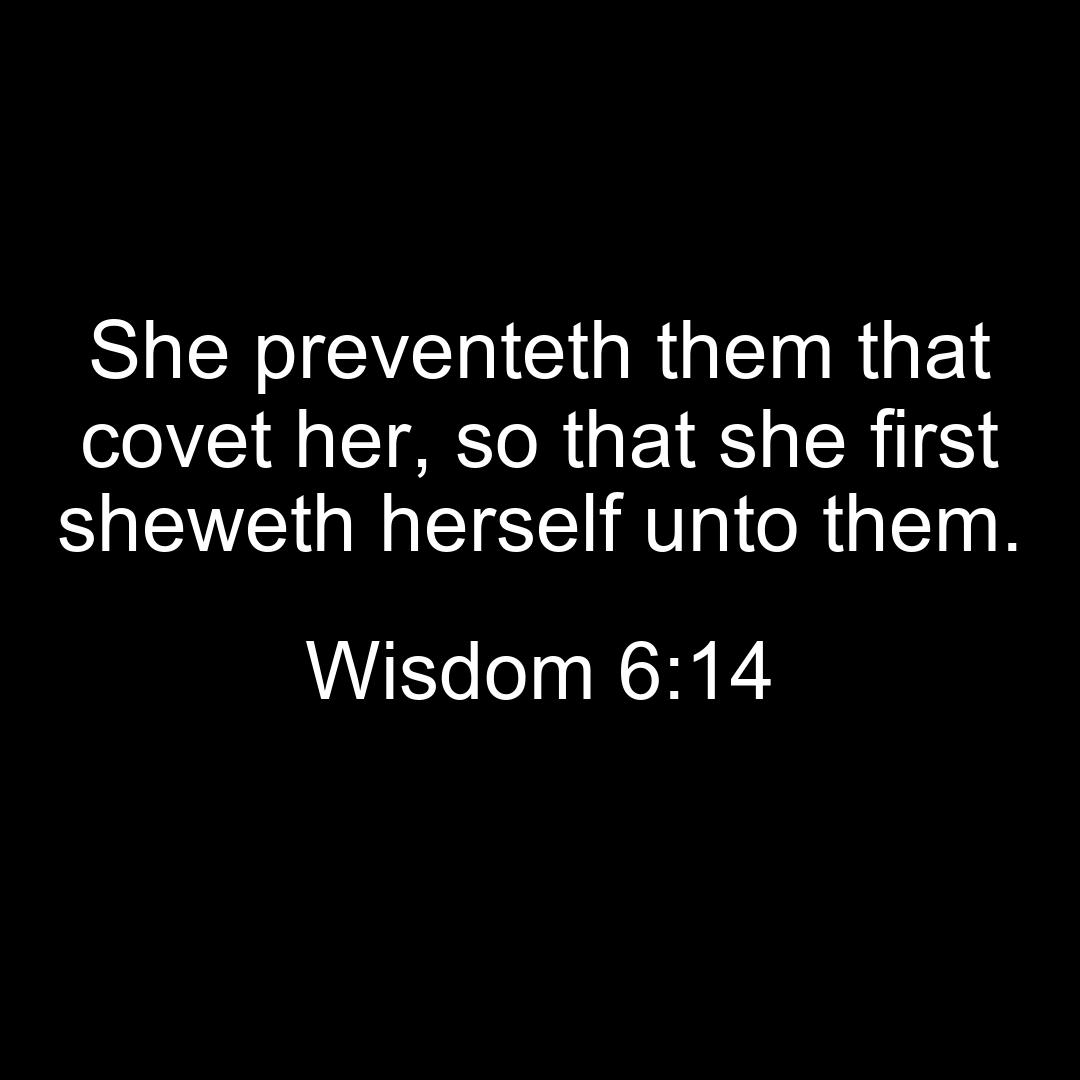 She preventeth them that
covet her, so that she first
sheweth herself unto them.
Wisdom 6:14